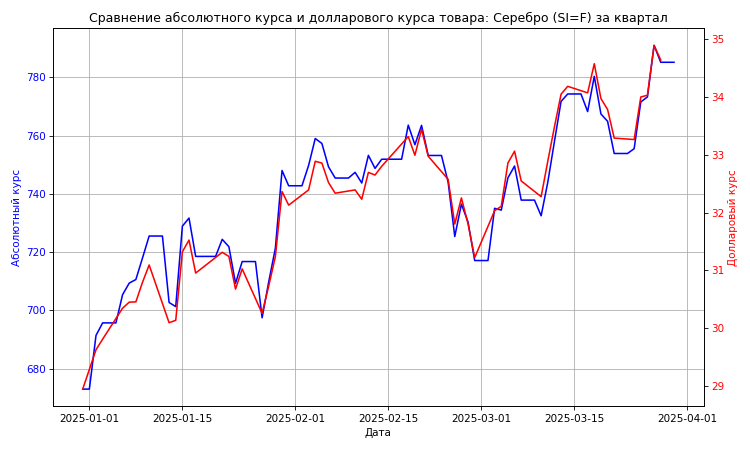 Сравнение абсолютного курса и долларового курса товара: Серебро (SI=F) за квартал
780
760
740
720
700
680
Абсолютный курс
35
34
33
32
31
30
29
Долларовый курс
2025-01-01 2025-01-15 2025-02-01 2025-02-15 2025-03-01 2025-03-15 2025-04-01
Дата